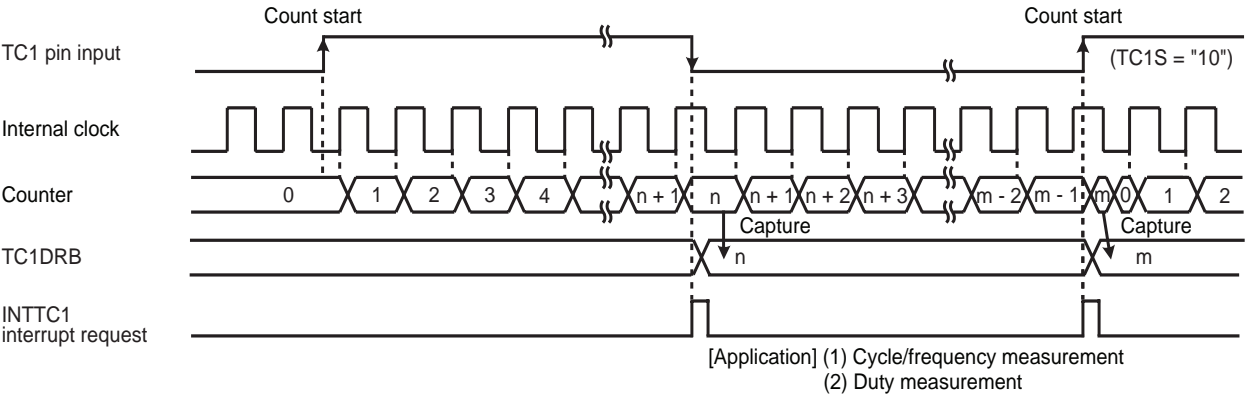 Count start Count start
TC1 pin input
(TC1S = "10")
Internal clock
Counter 0 1 2 3 4 n + 1 n n + 1 n + 2 n + 3 m - 2 m - 1 m 0 1 2
Capture Capture
TC1DRB n m
INTTC1
interrupt request
[Application] (1) Cycle/frequency measurement
(2) Duty measurement